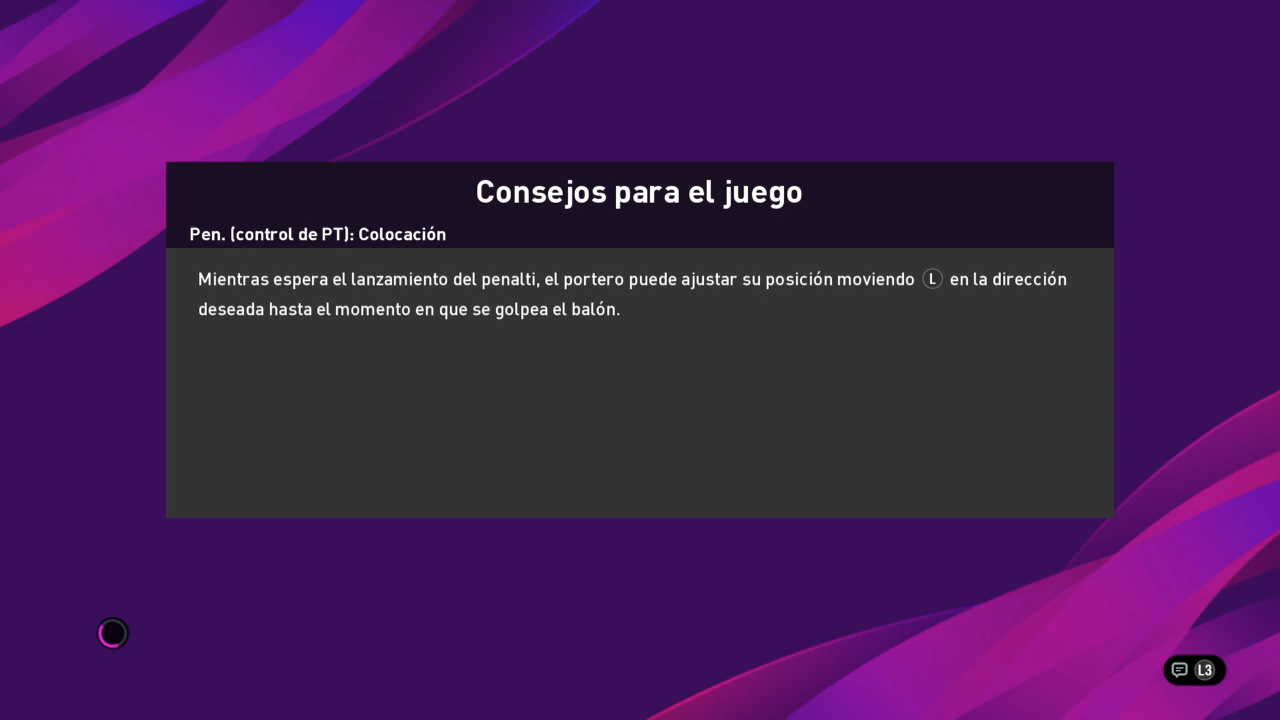 Consejos para el juego
Pen. (control de PT): Colocación
Mientras espera el lanzamiento del penalti, el portero puede ajustar su posición moviendo L en la dirección
deseada hasta el momento en que se golpea el balón.
L3